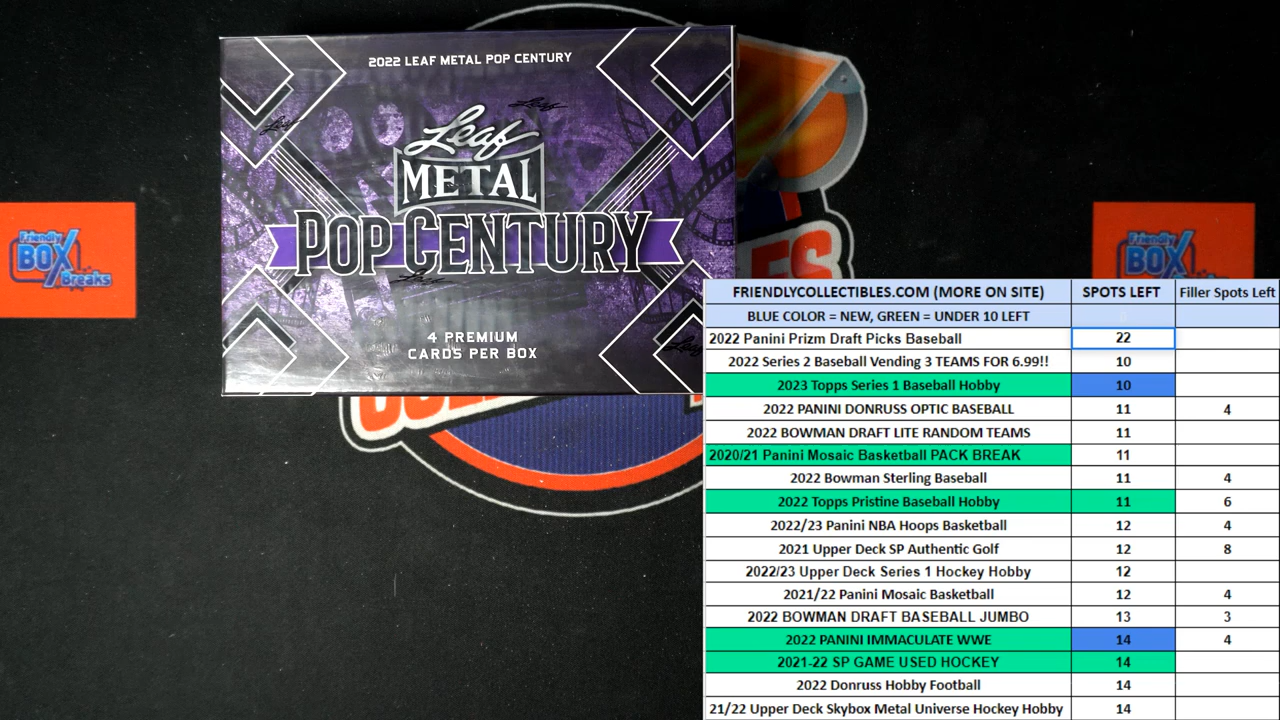 2022 LEAF METAL POP CENTURY
Leaf
Leaf
Leaf
METAL
POP CENTURY
Leaf
Leaf
4 PREMIUM
CARDS PER BOX
Friendly
BOX
Breaks
Friendly
BOX
Breaks
FRIENDLYCOLLECTIBLES.COM (MORE ON SITE) SPOTS LEFT Filler Spots Left
BLUE COLOR = NEW, GREEN = UNDER 10 LEFT
2022 Panini Prizm Draft Picks Baseball 22
2022 Series 2 Baseball Vending 3 TEAMS FOR 6.99!! 10
2023 Topps Series 1 Baseball Hobby 10
2022 PANINI DONRUSS OPTIC BASEBALL 11 4
2022 BOWMAN DRAFT LITE RANDOM TEAMS 11
2020/21 Panini Mosaic Basketball PACK BREAK 11
2022 Bowman Sterling Baseball 11 4
2022 Topps Pristine Baseball Hobby 11 6
2022/23 Panini NBA Hoops Basketball 12 4
2021 Upper Deck SP Authentic Golf 12 8
2022/23 Upper Deck Series 1 Hockey Hobby 12
2021/22 Panini Mosaic Basketball 12 4
2022 BOWMAN DRAFT BASEBALL JUMBO 13 3
2022 PANINI IMMACULATE WWE 14 4
2021-22 SP GAME USED HOCKEY 14
2022 Donruss Hobby Football 14
21/22 Upper Deck Skybox Metal Universe Hockey Hobby 14